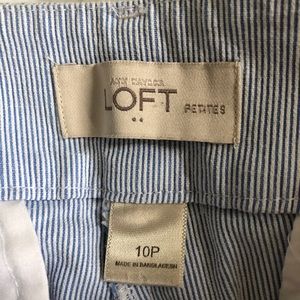 ANN TAYLOR
LOFT
PETITES
10P
MADE IN BANGLADESH